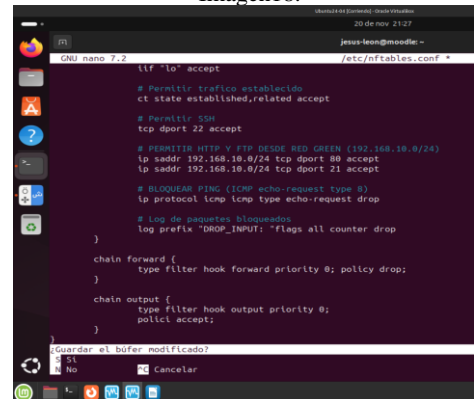 Imagen18.
Ubuntu24-04 [Corriendo] - Oracle VirtualBox
20 de nov 21:27
jesus-leon@moodle: ~
GNU nano 7.2 /etc/nftables.conf *
iif "lo" accept
# Permitir trafico establecido
ct state established,related accept
# Permitir SSH
tcp dport 22 accept
# PERMITIR HTTP Y FTP DESDE RED GREEN (192.168.10.0/24)
ip saddr 192.168.10.0/24 tcp dport 80 accept
ip saddr 192.168.10.0/24 tcp dport 21 accept
# BLOQUEAR PING (ICMP echo-request type 8)
ip protocol icmp icmp type echo-request drop
# Log de paquetes bloqueados
log prefix "DROP_INPUT: "flags all counter drop
}
chain forward {
type filter hook forward priority 0; policy drop;
}
chain output {
type filter hook output priority 0;
polici accept;
}
}
¿Guardar el búfer modificado?
S Sí
N No ^C Cancelar